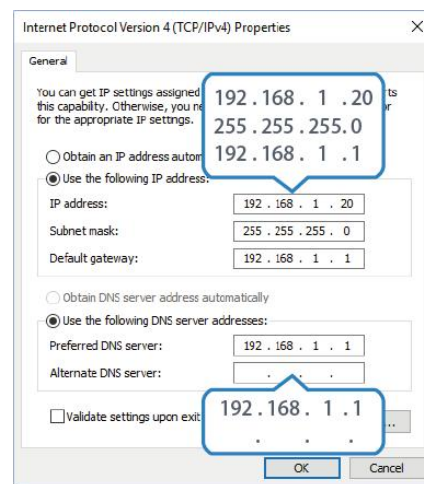 Internet Protocol Version 4 (TCP/IPv4) Properties
General
You can get IP settings assigned
this capability. Otherwise, you ne
for the appropriate IP settings.
192.168. 1 .20
255.255.255.0
192.168. 1 .1
Obtain an IP address autom
Use the following IP address:
IP address: 192 . 168 . 1 . 20
Subnet mask: 255 . 255 . 255 . 0
Default gateway: 192 . 168 . 1 . 1
Obtain DNS server address automatically
Use the following DNS server addresses:
Preferred DNS server: 192 . 168 . 1 . 1
Alternate DNS server: . . .
Validate settings upon exit
192.168. 1 .1
. . .
OK Cancel